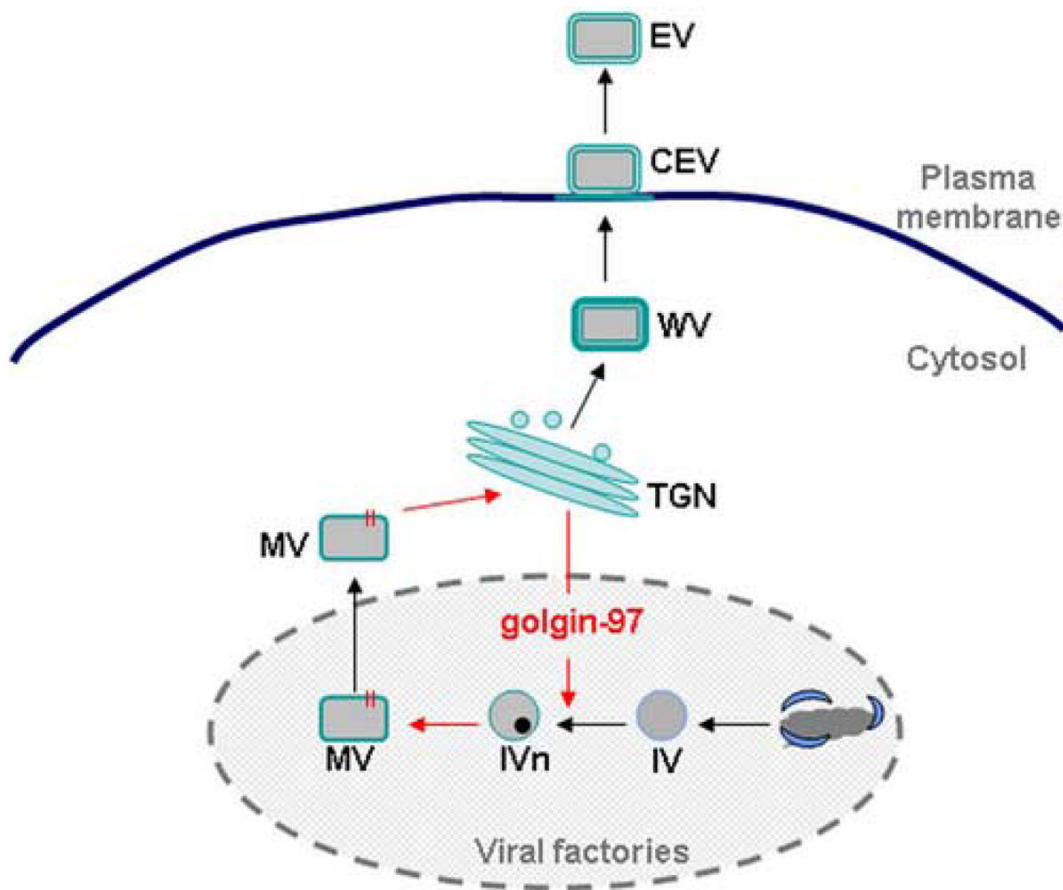 EV
CEV
Plasma
membrane
WV
Cytosol
TGN
MV
golgin-97
MV
IVn
IV
Viral factories